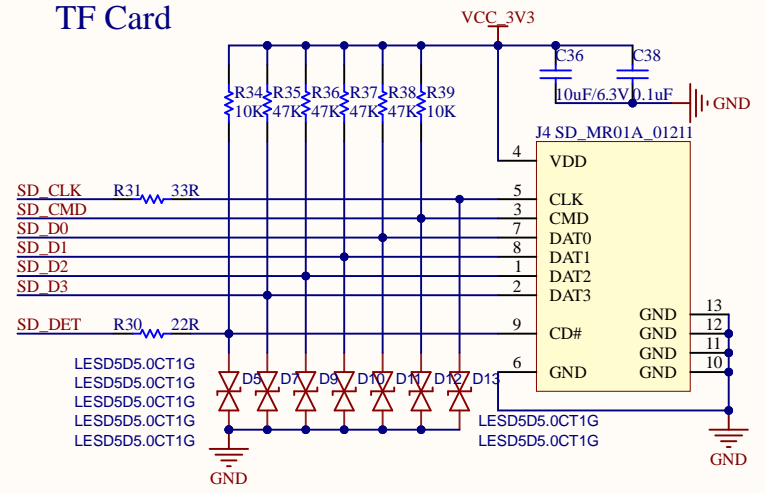 TF Card
VCC_3V3
C36 C38
R34 R35 R36 R37 R38 R39
10K 47K 47K 47K 47K 10K
10uF/6.3V 0.1uF
GND
J4 SD_MR01A_01211
4 VDD
SD_CLK R31 33R 5 CLK
SD_CMD 3 CMD
SD_D0 7 DAT0
SD_D1 8 DAT1
SD_D2 1 DAT2
SD_D3 2 DAT3
GND 13
SD_DET R30 22R 9 CD# GND 12
GND 11
6 GND GND 10
LESD5D5.0CT1G
D5 D7 D9 D10 D11 D12 D13
LESD5D5.0CT1G
LESD5D5.0CT1G
LESD5D5.0CT1G LESD5D5.0CT1G
LESD5D5.0CT1G LESD5D5.0CT1G
GND GND